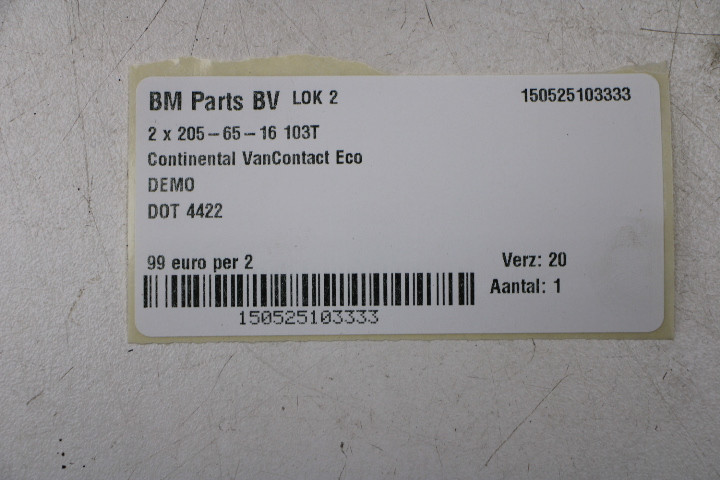 BM Parts BV LOK 2 150525103333
2 x 205-65-16 103T
Continental VanContact Eco
DEMO
DOT 4422
99 euro per 2 Verz: 20
Aantal: 1
150525103333